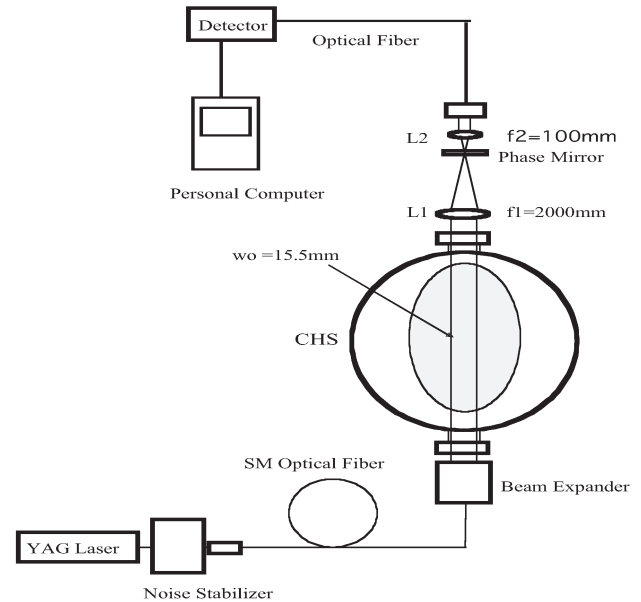 Detector
Optical Fiber
L2
f2=100mm
Phase Mirror
Personal Computer
L1
f1=2000mm
wo =15.5mm
CHS
SM Optical Fiber
Beam Expander
YAG Laser
Noise Stabilizer